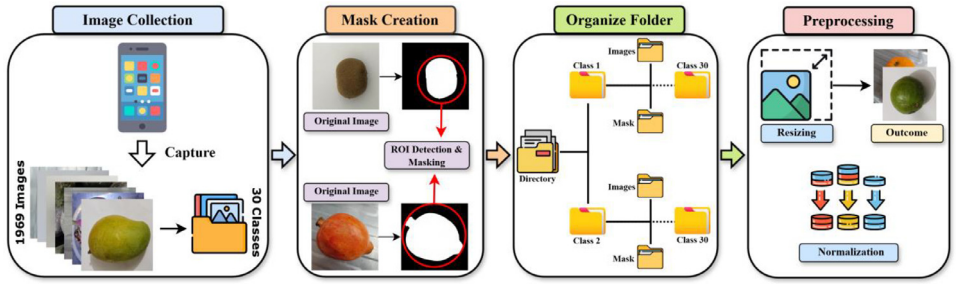 Image Collection
Capture
1969 Images
30 Classes
Mask Creation
Original Image
ROI Detection &
Masking
Original Image
Organize Folder
Images
Class 1
Class 30
Mask
Directory
Images
Class 2
Class 30
Mask
Preprocessing
Resizing
Outcome
Normalization